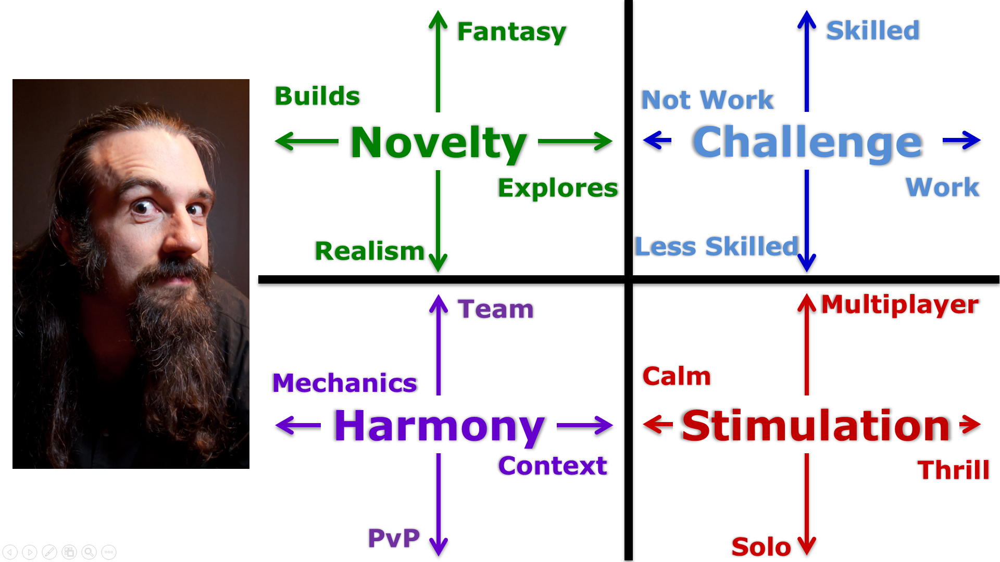 Fantasy
Builds
Novelty
Explores
Realism
Skilled
Not Work
Challenge
Work
Less Skilled
Team
Mechanics
Harmony
Context
PvP
Multiplayer
Calm
Stimulation
Thrill
Solo